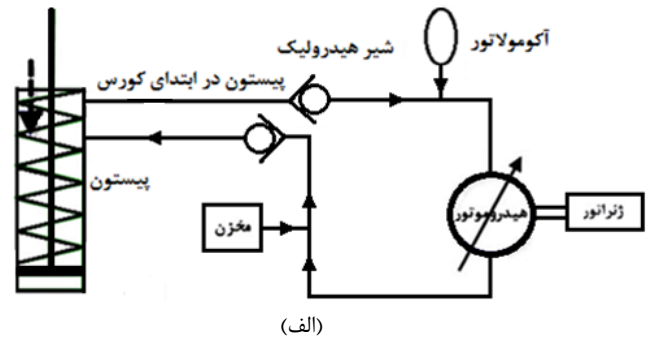 آکومولاتور
شیر هیدرولیک
پیستون در ابتدای کورس
پیستون
مخزن
هیدروموتور
ژنراتور
(الف)